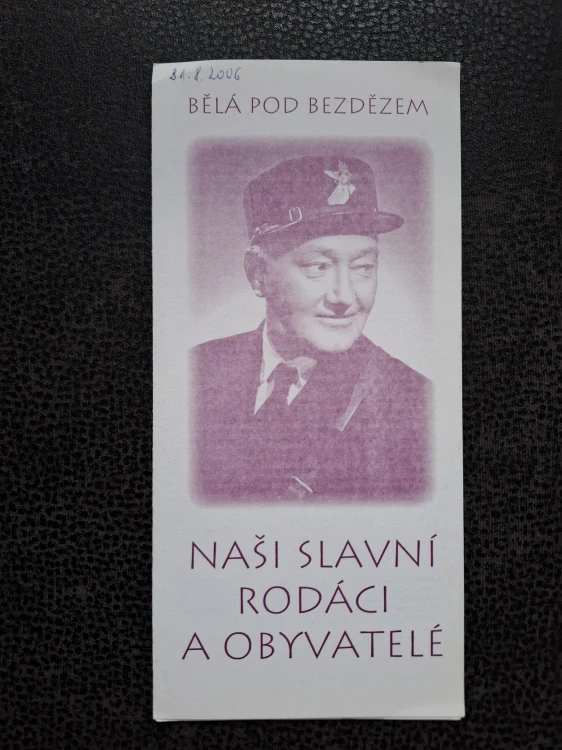 31.8.2006
BĚLÁ POD BEZDĚZEM
NAŠI SLAVNÍ
RODÁCI
A OBYVATELÉ